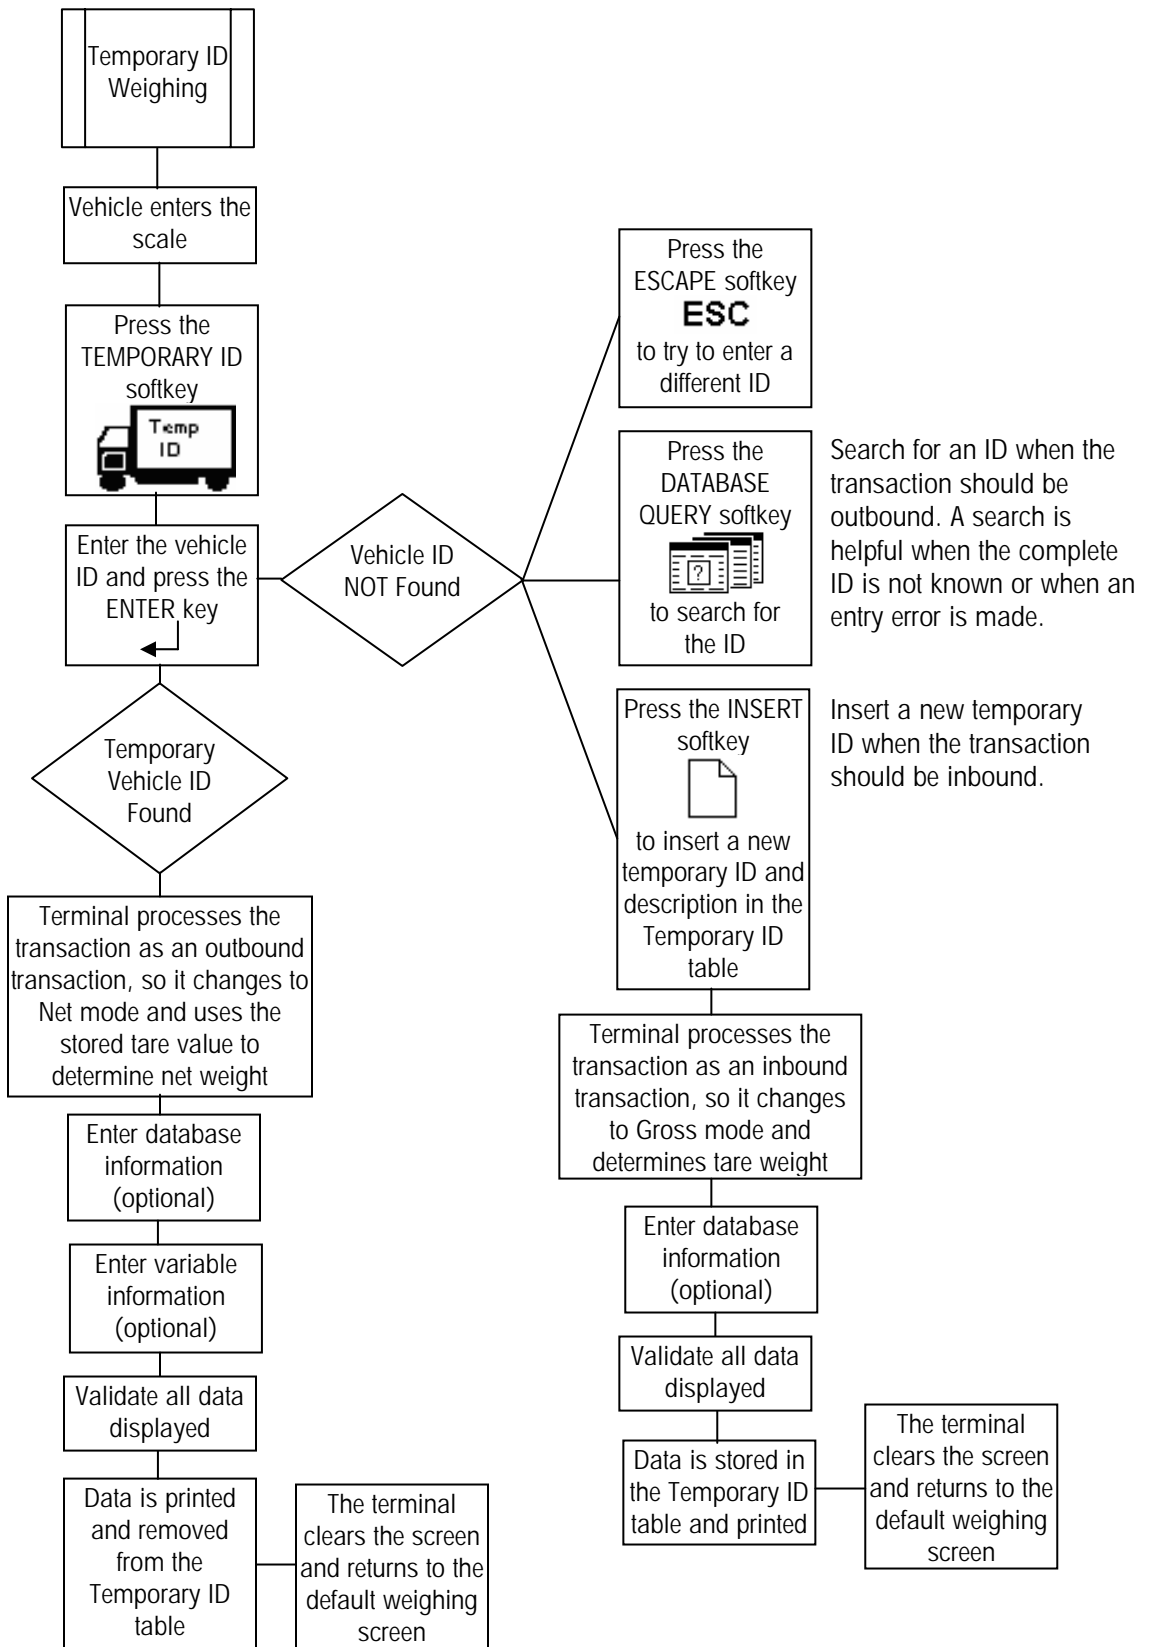 Temporary ID
Weighing
Vehicle enters the
scale
Press the
TEMPORARY ID
softkey
Temp
ID
Enter the vehicle
ID and press the
ENTER key
Vehicle ID
NOT Found
Press the
ESCAPE softkey
ESC
to try to enter a
different ID
Press the
DATABASE
QUERY softkey
?
to search for
the ID
Search for an ID when the
transaction should be
outbound. A search is
helpful when the complete
ID is not known or when an
entry error is made.
Press the INSERT
softkey
to insert a new
temporary ID and
description in the
Temporary ID
table
Insert a new temporary
ID when the transaction
should be inbound.
Temporary
Vehicle ID
Found
Terminal processes the
transaction as an outbound
transaction, so it changes to
Net mode and uses the
stored tare value to
determine net weight
Enter database
information
(optional)
Enter variable
information
(optional)
Validate all data
displayed
Data is printed
and removed
from the
Temporary ID
table
The terminal
clears the screen
and returns to the
default weighing
screen
Terminal processes the
transaction as an inbound
transaction, so it changes
to Gross mode and
determines tare weight
Enter database
information
(optional)
Validate all data
displayed
Data is stored in
the Temporary ID
table and printed
The terminal
clears the screen
and returns to the
default weighing
screen